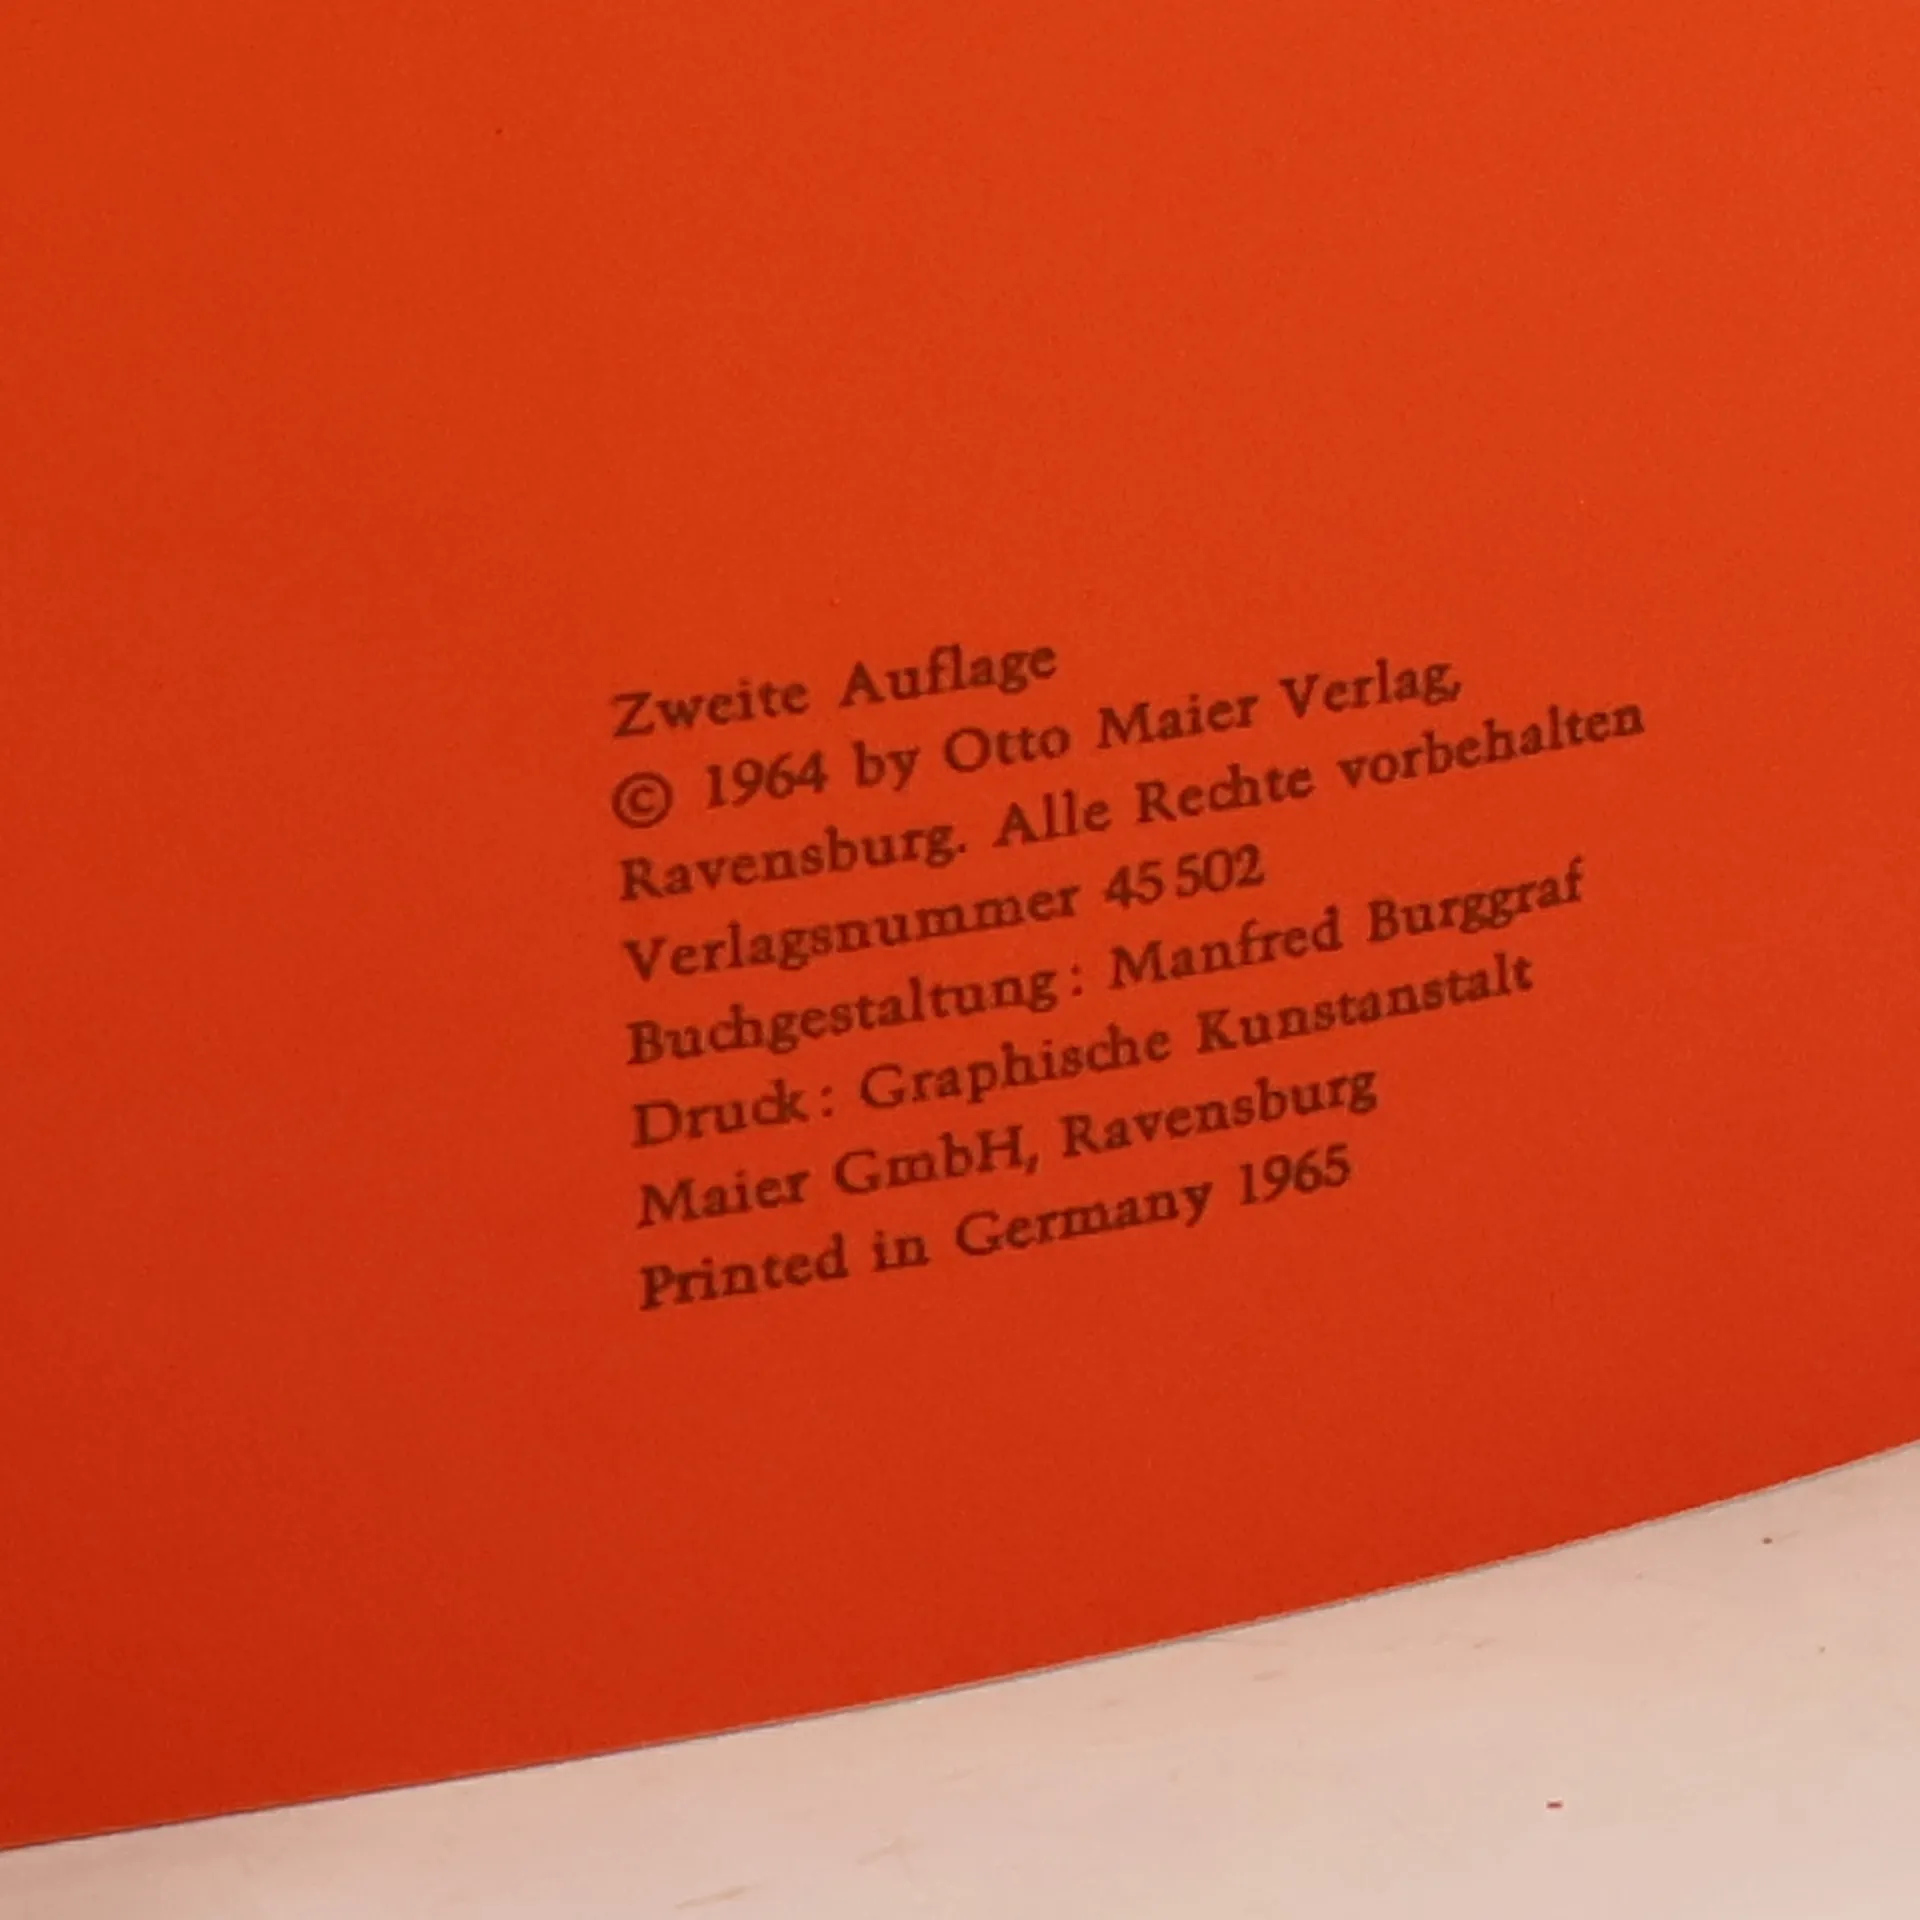 Zweite Auflage
© 1964 by Otto Maier Verlag,
Ravensburg. Alle Rechte vorbehalten
Verlagsnummer 45 502
Buchgestaltung: Manfred Burggraf
Druck: Graphische Kunstanstalt
Maier GmbH, Ravensburg
Printed in Germany 1965